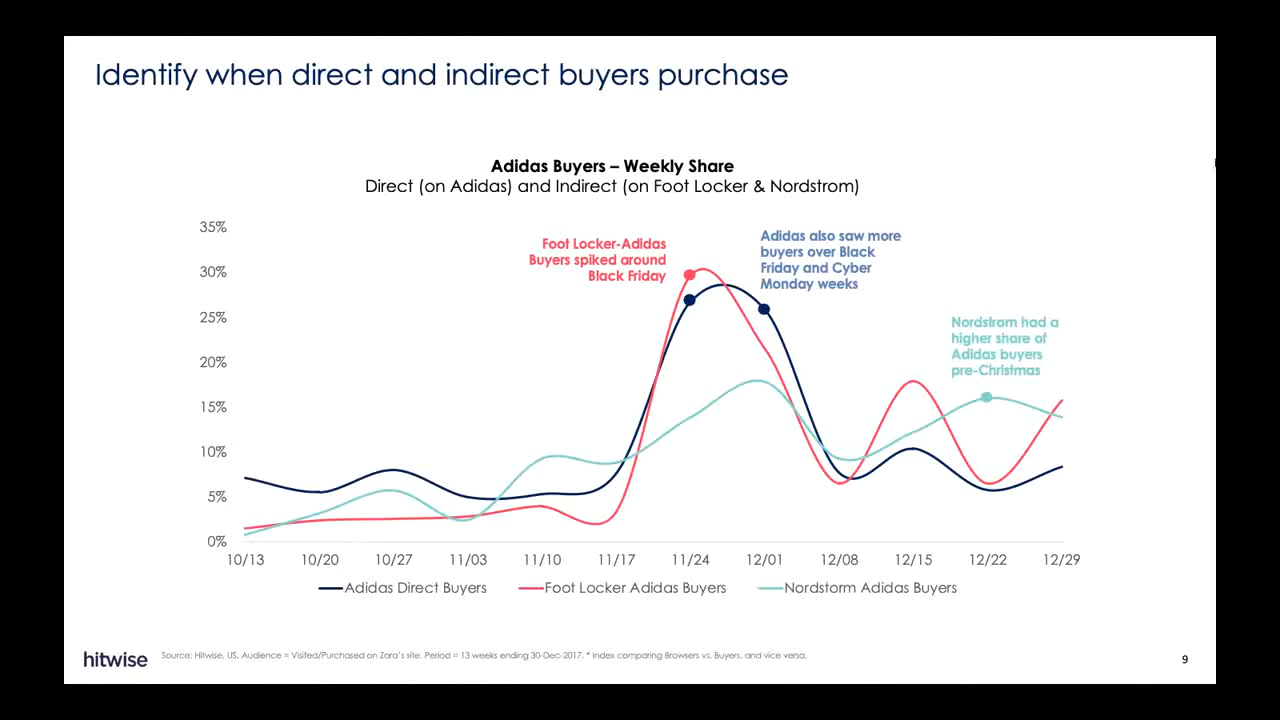 Identify when direct and indirect buyers purchase
Adidas Buyers – Weekly Share
Direct (on Adidas) and Indirect (on Foot Locker & Nordstrom)
35%
30%
25%
20%
15%
10%
5%
0%
Foot Locker-Adidas
Buyers spiked around
Black Friday
Adidas also saw more
buyers over Black
Friday and Cyber
Monday weeks
Nordstrom had a
higher share of
Adidas buyers
pre-Christmas
10/13 10/20 10/27 11/03 11/10 11/17 11/24 12/01 12/08 12/15 12/22 12/29
Adidas Direct Buyers Foot Locker Adidas Buyers Nordstorm Adidas Buyers
hitwise
Source: Hitwise, US. Audience = Visited/Purchased on Zara's site. Period = 13 weeks ending 30-Dec-2017. * Index comparing Browsers vs. Buyers, and vice versa.
9